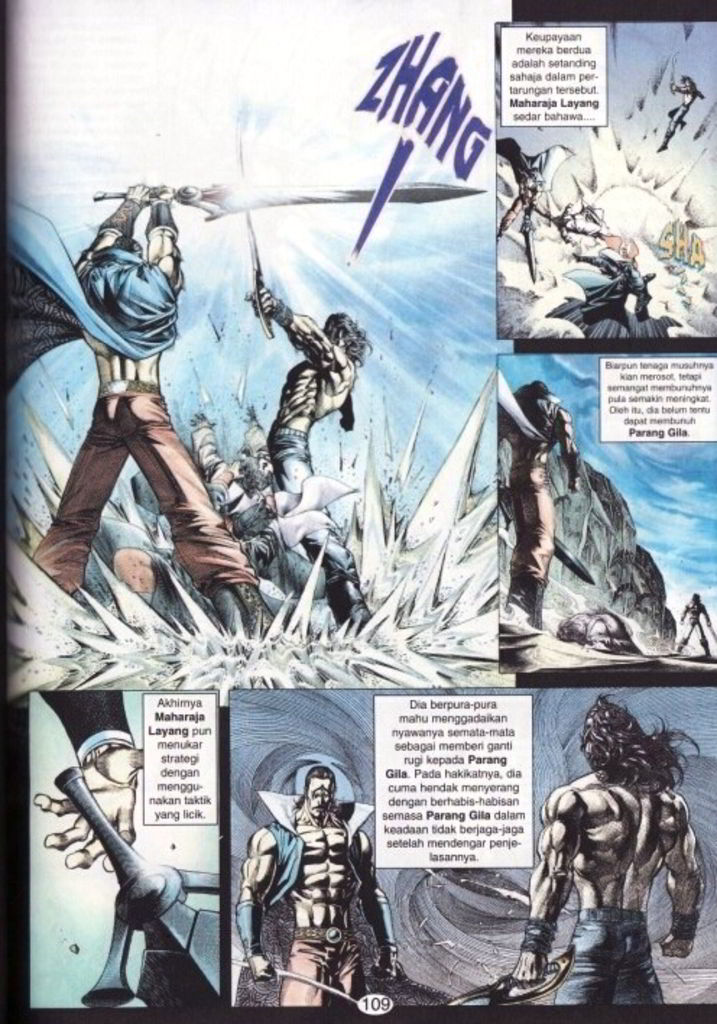 ZHANG
Keupayaan
mereka berdua
adalah setanding
sahaja dalam per-
tarungan tersebut.
Maharaja Layang
sedar bahawa....
SHA
Biarpun tenaga musuhnya
kian merosot, tetapi
semangat membunuhnya
pula semakin meningkat.
Oleh itu, dia belum tentu
dapat membunuh
Parang Gila.
Akhirnya
Maharaja
Layang pun
menukar
strategi
dengan
menggu-
nakan taktik
yang licik.
Dia berpura-pura
mahu menggadaikan
nyawanya semata-mata
sebagai memberi ganti
rugi kepada Parang
Gila. Pada hakikatnya, dia
cuma hendak menyerang
dengan berhabis-habisan
semasa Parang Gila dalam
keadaan tidak berjaga-jaga
setelah mendengar penje-
lasannya.
109